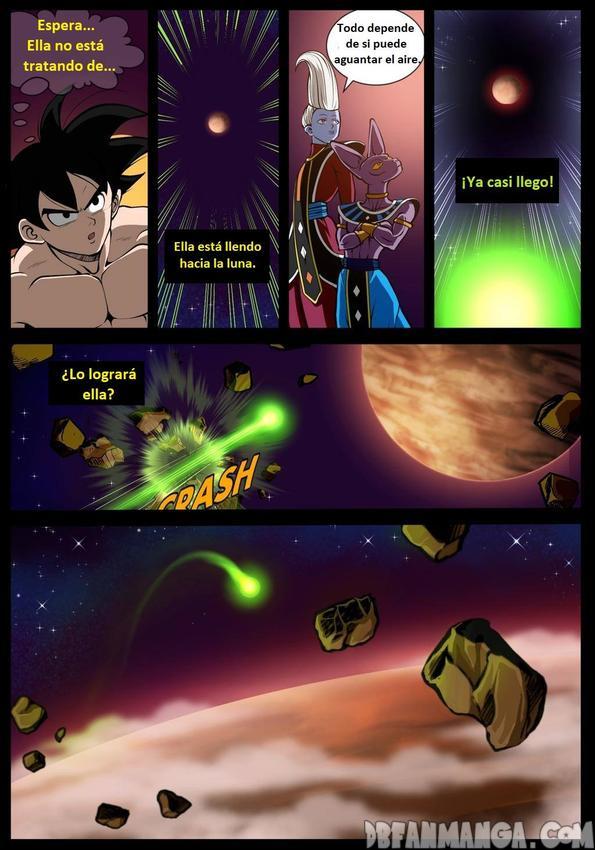 Espera...
Ella no está
tratando de...
Ella está llendo
hacia la luna.
Todo depende
de si puede
aguantar el aire.
¡Ya casi llego!
¿Lo logrará
ella?
CRASH
DBFANMANGA.COM